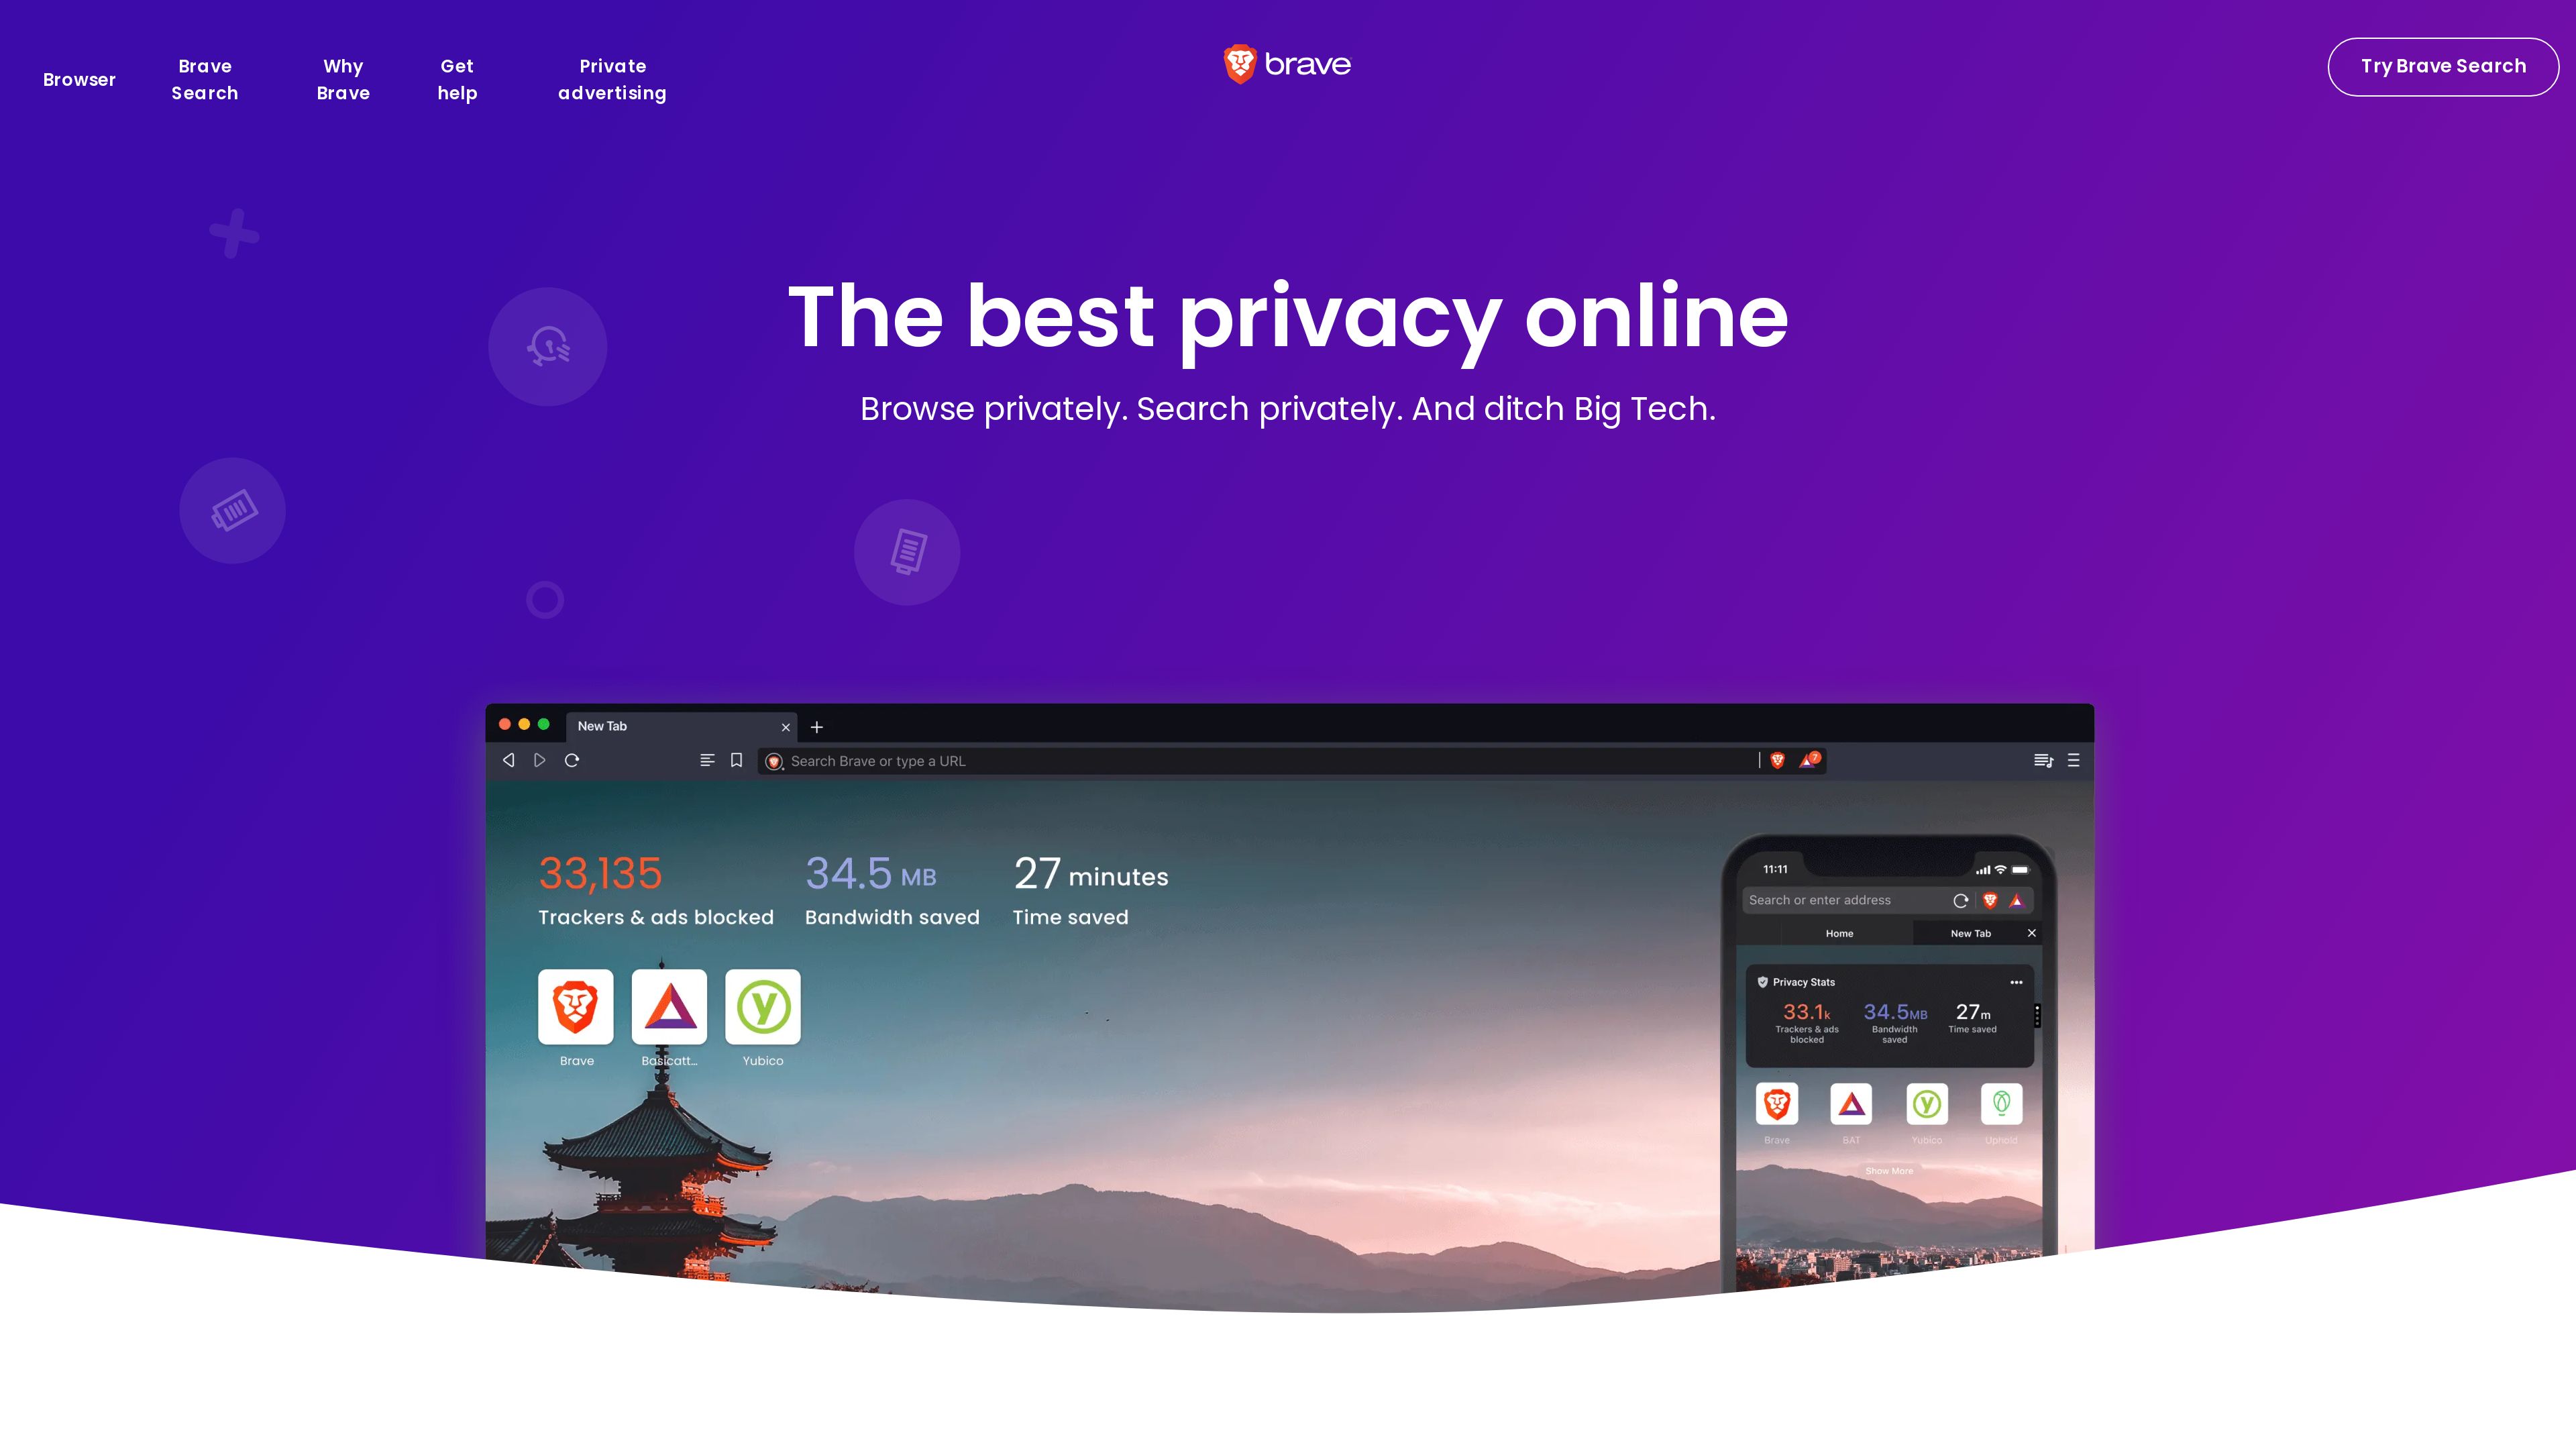 Browser
Brave
Search
Why
Brave
Get
help
Private
advertising
brave
Try Brave Search
The best privacy online
Browse privately. Search privately. And ditch Big Tech.
New Tab
Search Brave or type a URL
7
33,135
Trackers & ads blocked
34.5 MB
Bandwidth saved
27 minutes
Time saved
Brave
Basicatt...
Yubico
11:11
Search or enter address
Home
New Tab
Privacy Stats
33.1k
Trackers & ads
blocked
34.5MB
Bandwidth
saved
27m
Time saved
Brave
BAT
Yubico
Uphold
Show More